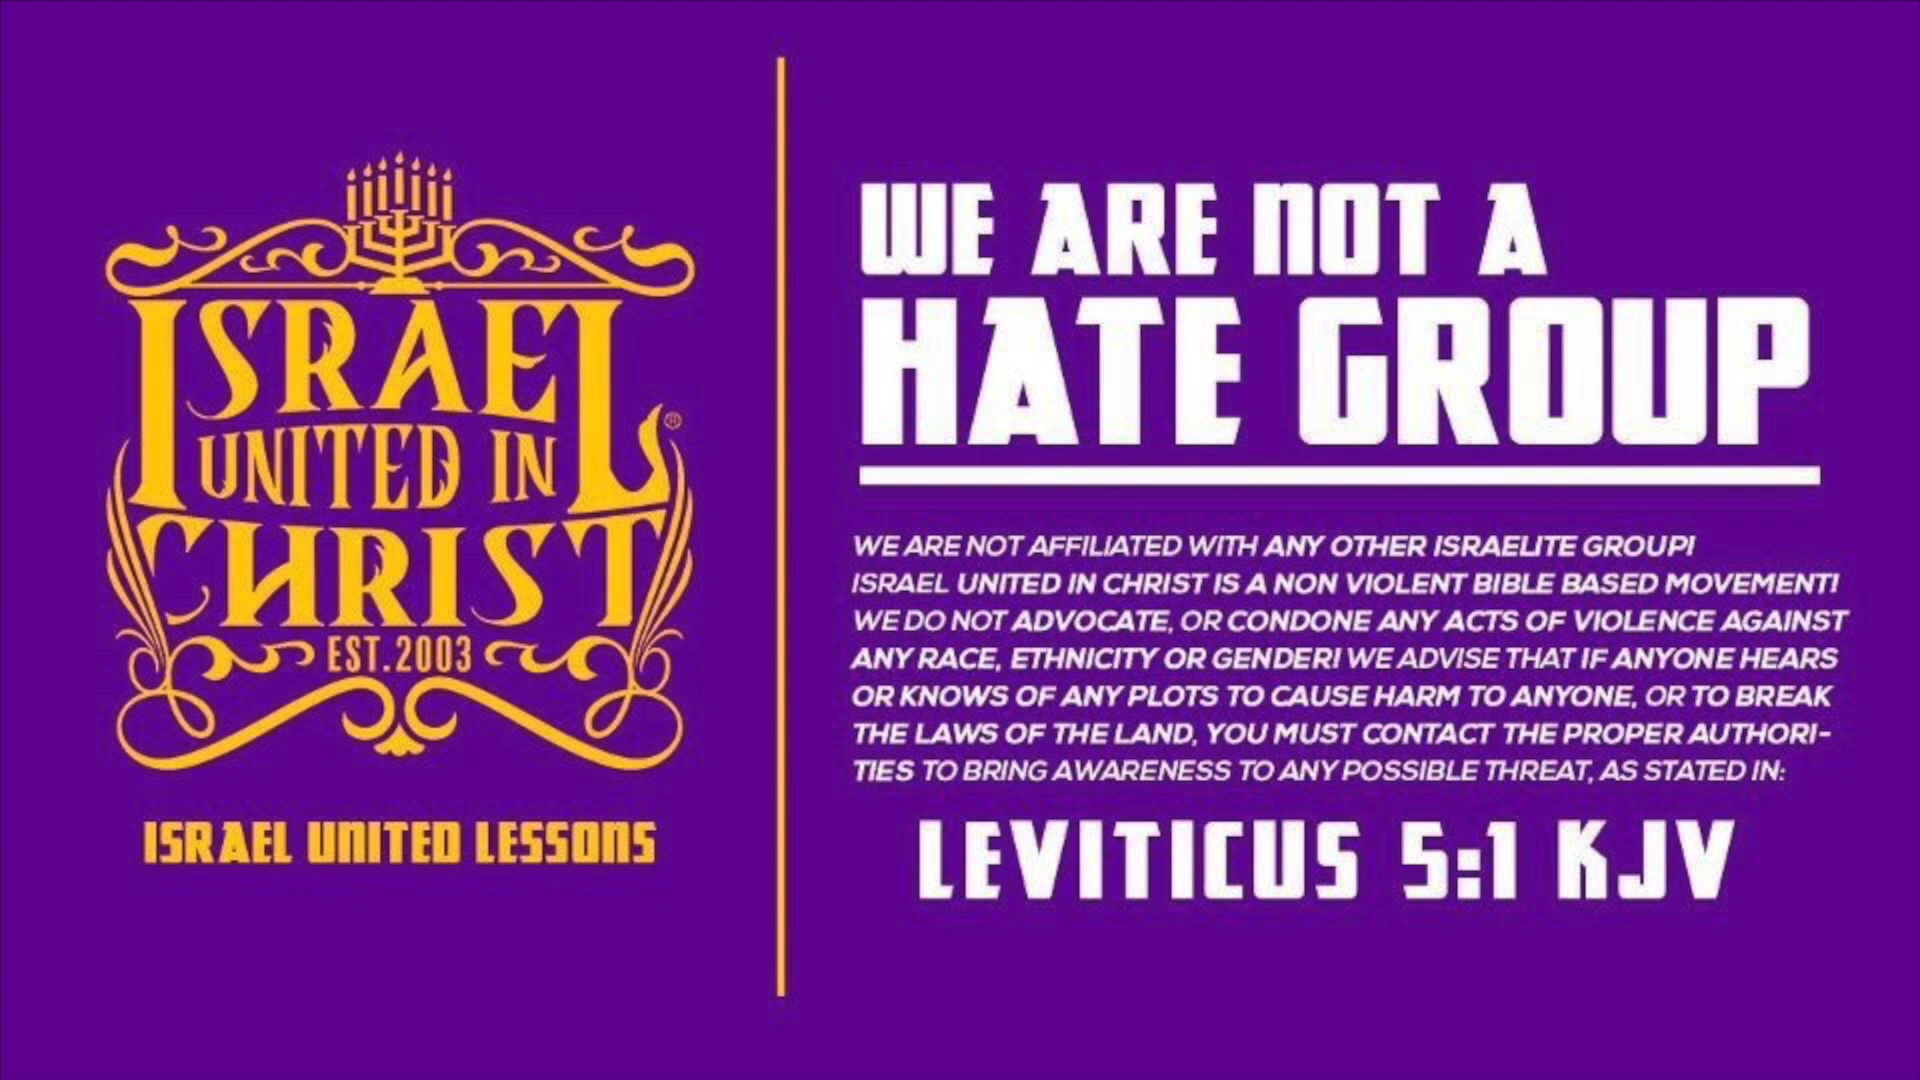 ISRAEL
UNITED IN
CHRIST
EST.2003
ISRAEL UNITED LESSONS
WE ARE NOT A
HATE GROUP
WE ARE NOT AFFILIATED WITH ANY OTHER ISRAELITE GROUP!
ISRAEL UNITED IN CHRIST IS A NON VIOLENT BIBLE BASED MOVEMENT!
WE DO NOT ADVOCATE, OR CONDONE ANY ACTS OF VIOLENCE AGAINST
ANY RACE, ETHNICITY OR GENDER! WE ADVISE THAT IF ANYONE HEARS
OR KNOWS OF ANY PLOTS TO CAUSE HARM TO ANYONE, OR TO BREAK
THE LAWS OF THE LAND, YOU MUST CONTACT THE PROPER AUTHORI-
TIES TO BRING AWARENESS TO ANY POSSIBLE THREAT, AS STATED IN:
LEVITICUS 5:1 KJV